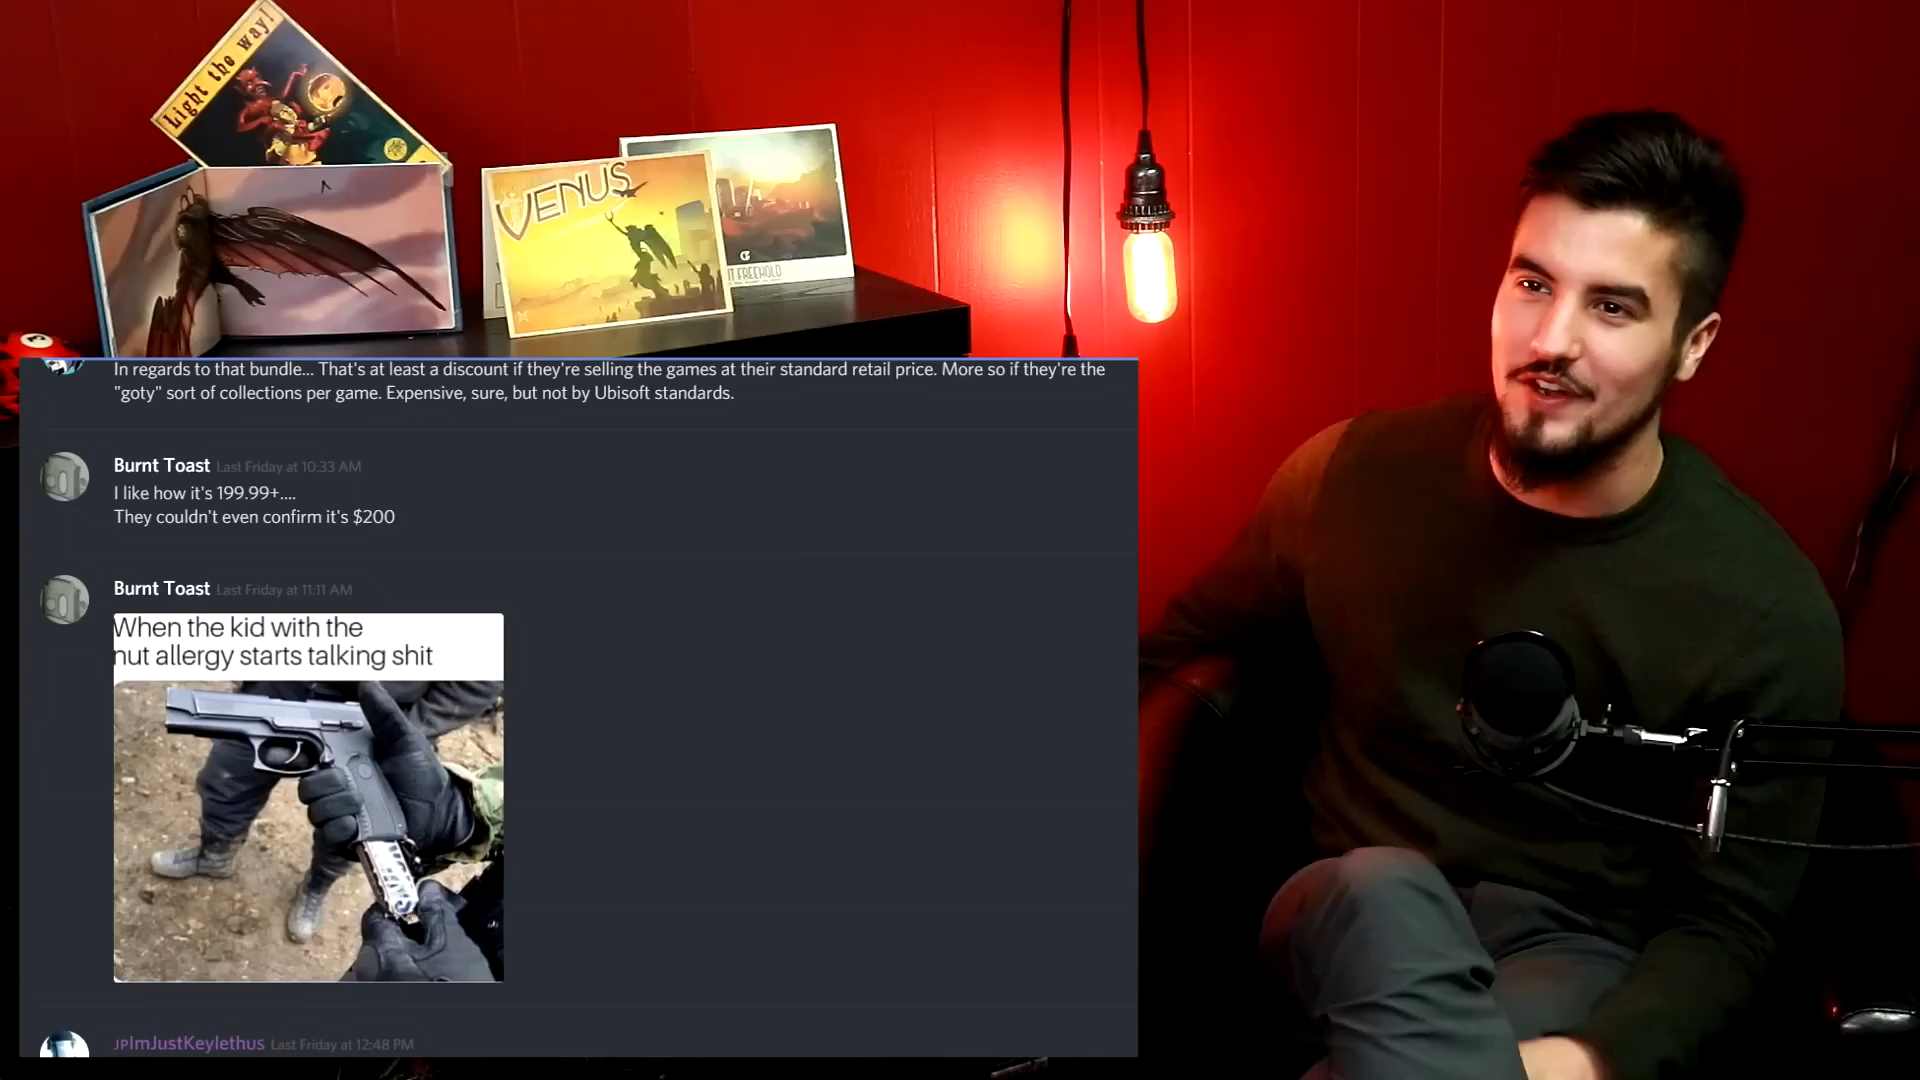 Light the way!
VENUS
FREEHOLD
In regards to that bundle... That's at least a discount if they're selling the games at their standard retail price. More so if they're the
"goty" sort of collections per game. Expensive, sure, but not by Ubisoft standards.
Burnt Toast Last Friday at 10:33 AM
I like how it's 199.99+....
They couldn't even confirm it's $200
Burnt Toast Last Friday at 11:11 AM
When the kid with the
nut allergy starts talking shit
JPImJustKeylethus Last Friday at 12:48 PM